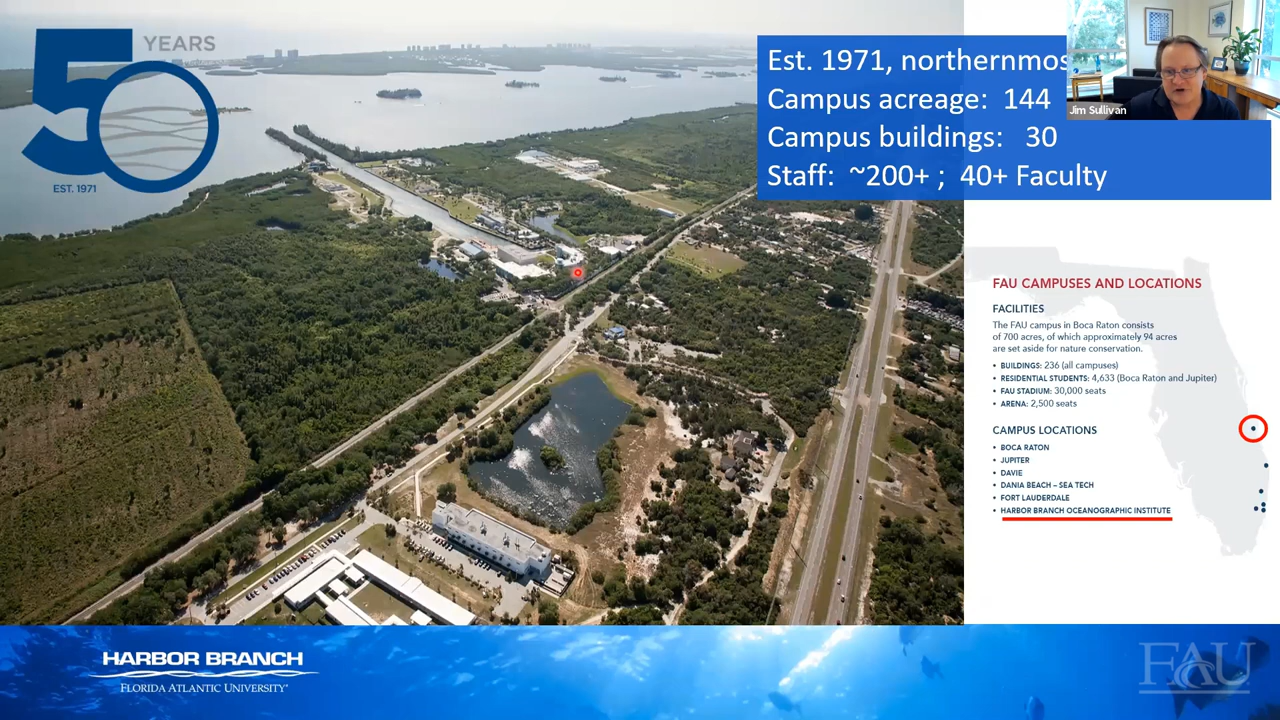 50
YEARS
EST. 1971
Est. 1971, northernmos
Campus acreage: 144
Campus buildings: 30
Staff: ~200+ ; 40+ Faculty
Jim Sullivan
FAU CAMPUSES AND LOCATIONS
FACILITIES
The FAU campus in Boca Raton consists
of 700 acres, of which approximately 94 acres
are set aside for nature conservation.
• BUILDINGS: 236 (all campuses)
• RESIDENTIAL STUDENTS: 4,633 (Boca Raton and Jupiter)
• FAU STADIUM: 30,000 seats
• ARENA: 2,500 seats
CAMPUS LOCATIONS
• BOCA RATON
• JUPITER
• DAVIE
• DANIA BEACH – SEA TECH
• FORT LAUDERDALE
• HARBOR BRANCH OCEANOGRAPHIC INSTITUTE
HARBOR BRANCH
FLORIDA ATLANTIC UNIVERSITY
FAU